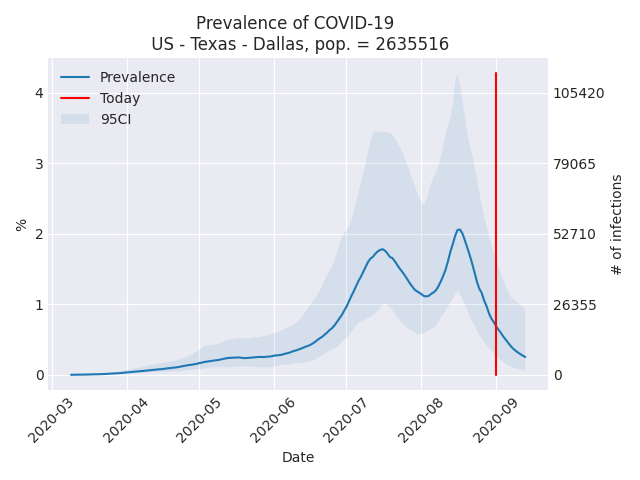 Prevalence of COVID-19
US - Texas - Dallas, pop. = 2635516
Prevalence
Today
95CI
4
3
2
1
0
%
105420
79065
52710
26355
0
# of infections
2020-03
2020-04
2020-05
2020-06
2020-07
2020-08
2020-09
Date